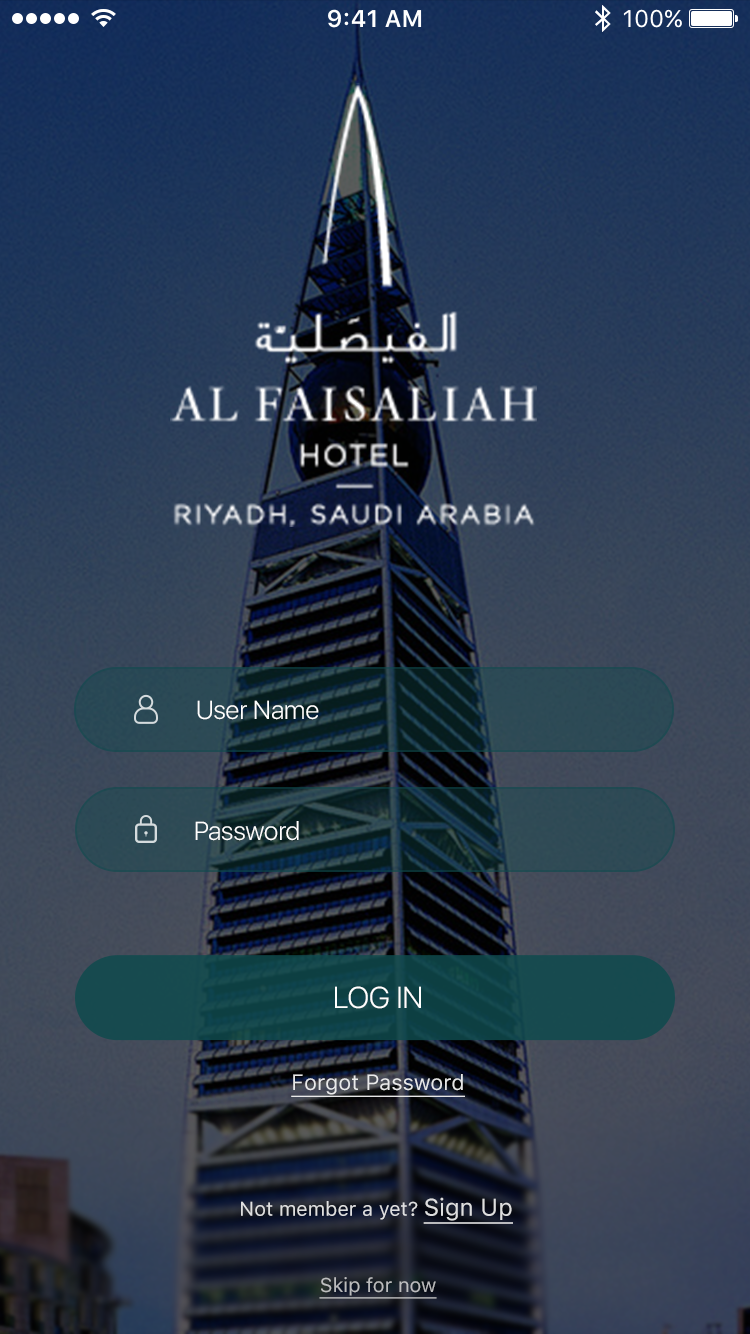 9:41 AM 100%
الفيصَليّة
AL FAISALIAH
HOTEL
RIYADH, SAUDI ARABIA
User Name
Password
LOG IN
Forgot Password
Not member a yet? Sign Up
Skip for now